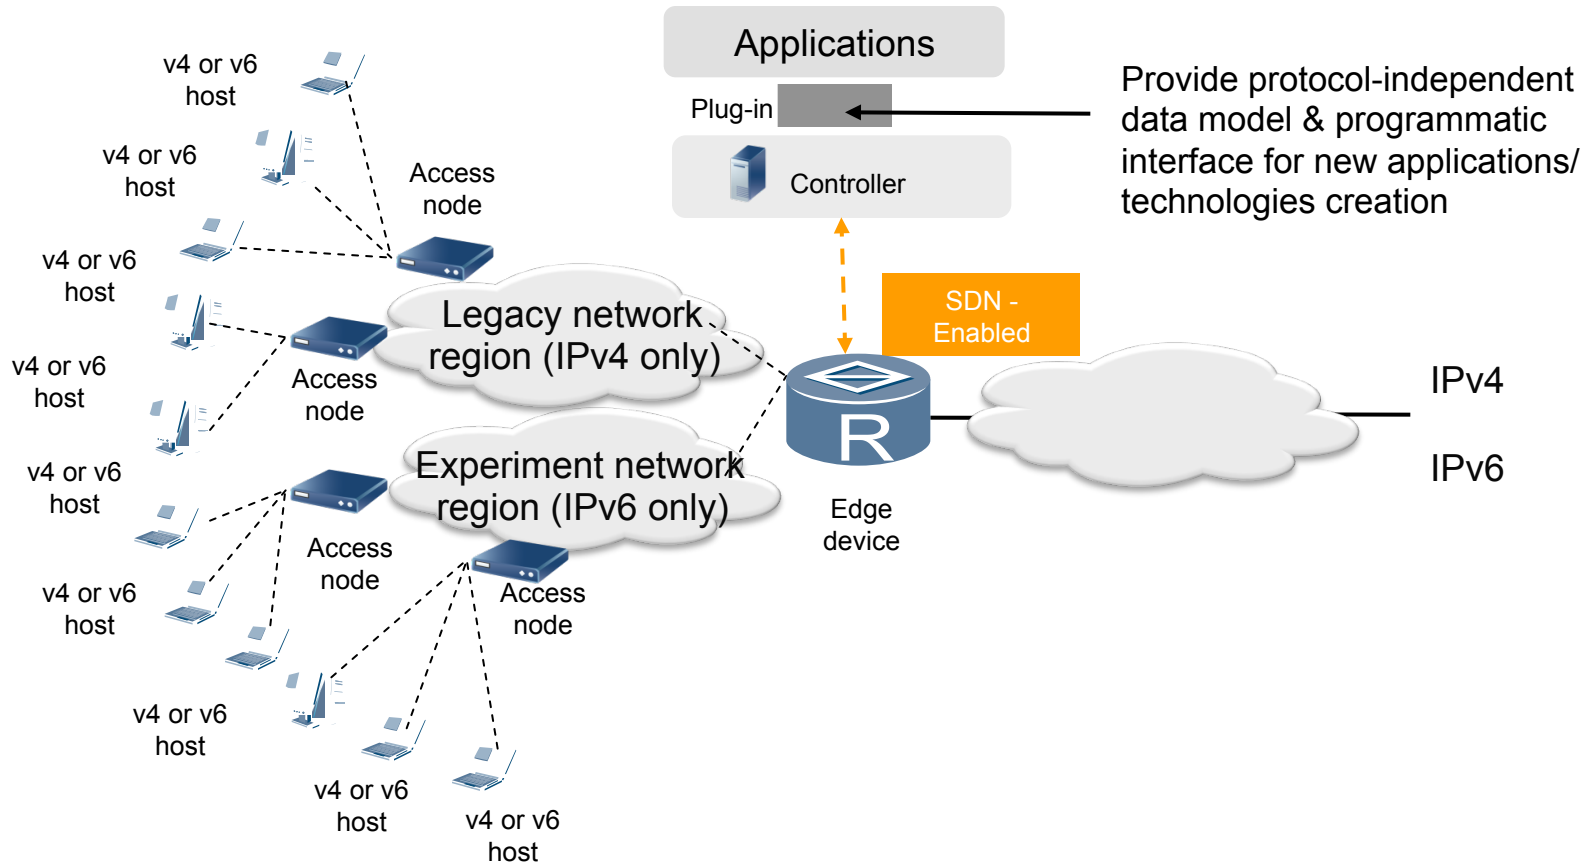 Applications
Plug-in
Controller
Provide protocol-independent
data model & programmatic
interface for new applications/
technologies creation
v4 or v6
host
v4 or v6
host
Access
node
v4 or v6
host
Legacy network
region (IPv4 only)
SDN -
Enabled
v4 or v6
host
Access
node
R
IPv4
IPv6
v4 or v6
host
Experiment network
region (IPv6 only)
Edge
device
Access
node
v4 or v6
host
Access
node
v4 or v6
host
v4 or v6
host
v4 or v6
host